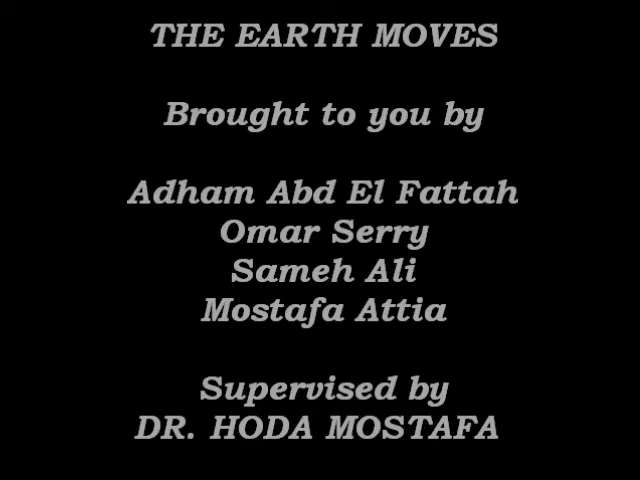 THE EARTH MOVES
Brought to you by
Adham Abd El Fattah
Omar Serry
Sameh Ali
Mostafa Attia
Supervised by
DR. HODA MOSTAFA